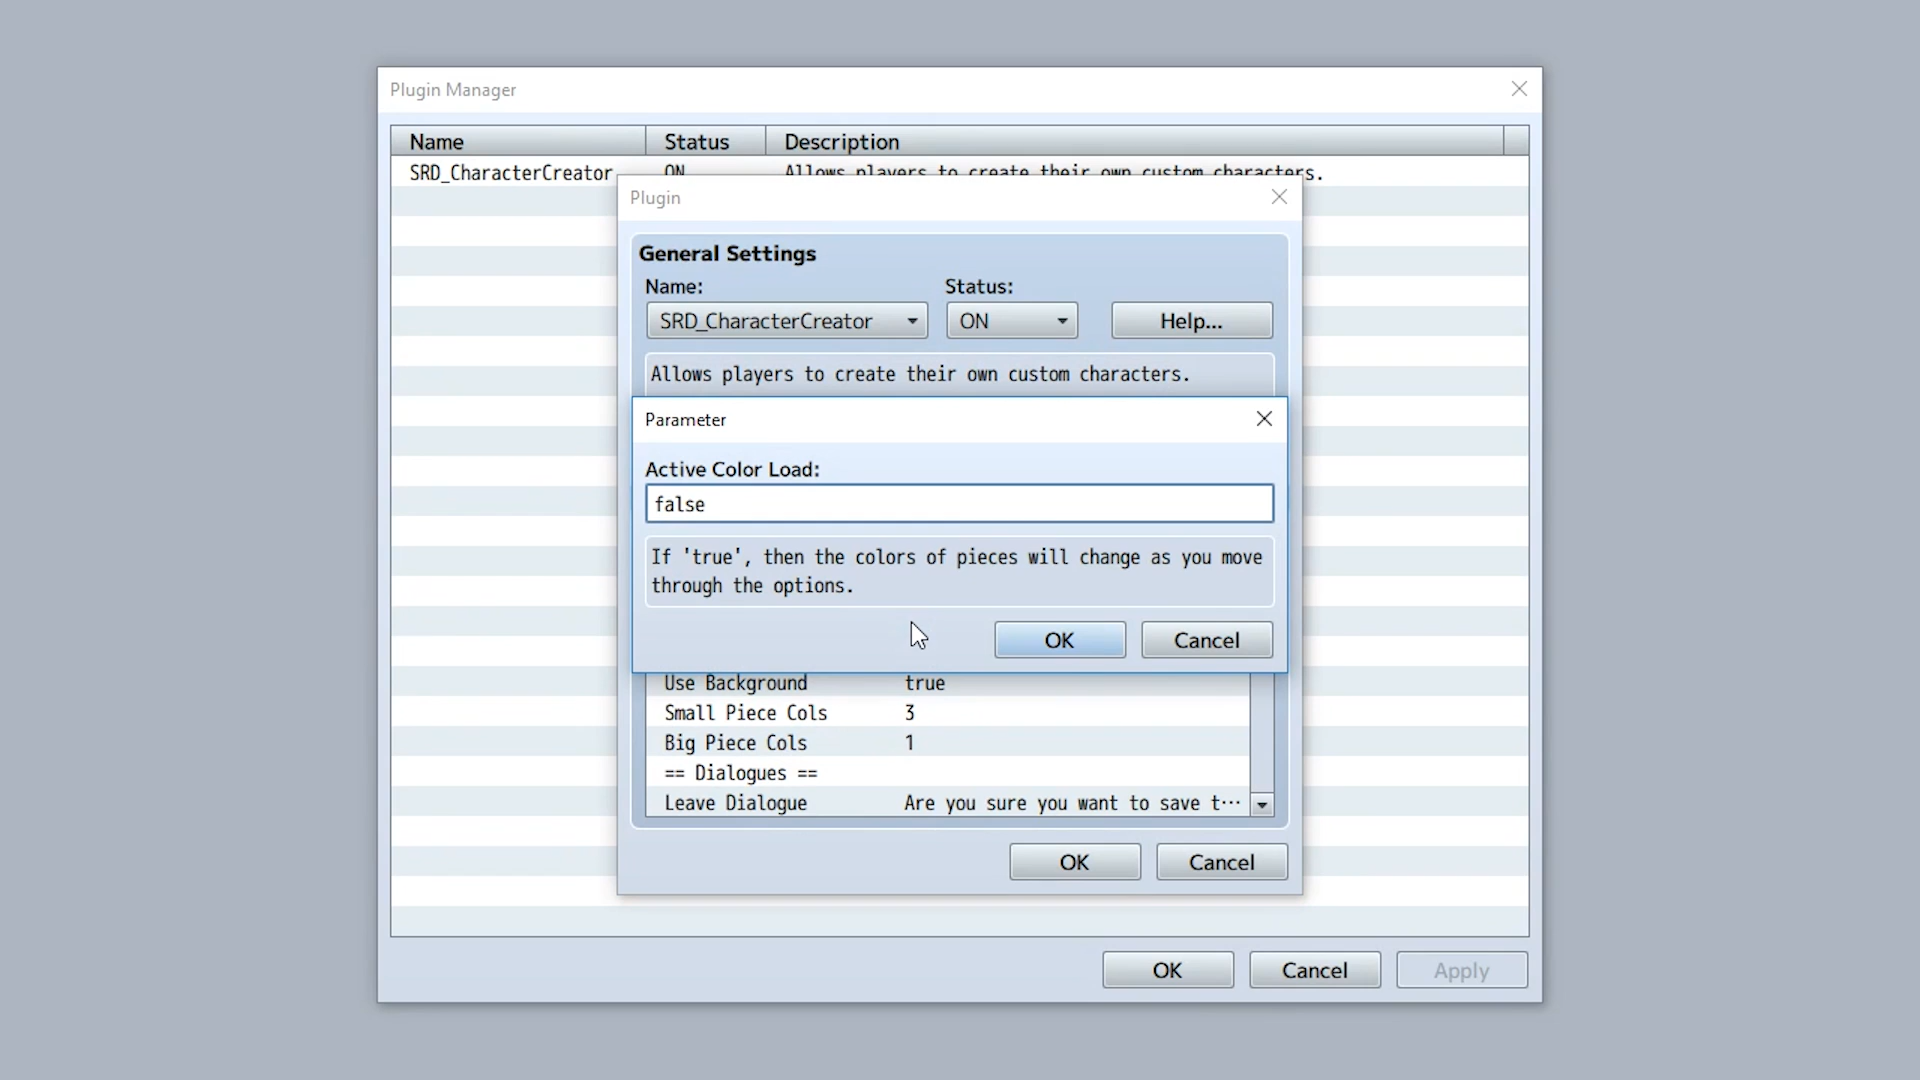 Plugin Manager
Name Status Description
SRD_CharacterCreator ON Allows players to create their own custom characters.
Plugin
General Settings
Name: Status:
SRD_CharacterCreator ON Help...
Allows players to create their own custom characters.
Parameter
Active Color Load:
false
If 'true', then the colors of pieces will change as you move
through the options.
OK Cancel
Use Background true
Small Piece Cols 3
Big Piece Cols 1
== Dialogues ==
Leave Dialogue Are you sure you want to save t⋯
OK Cancel
OK Cancel Apply